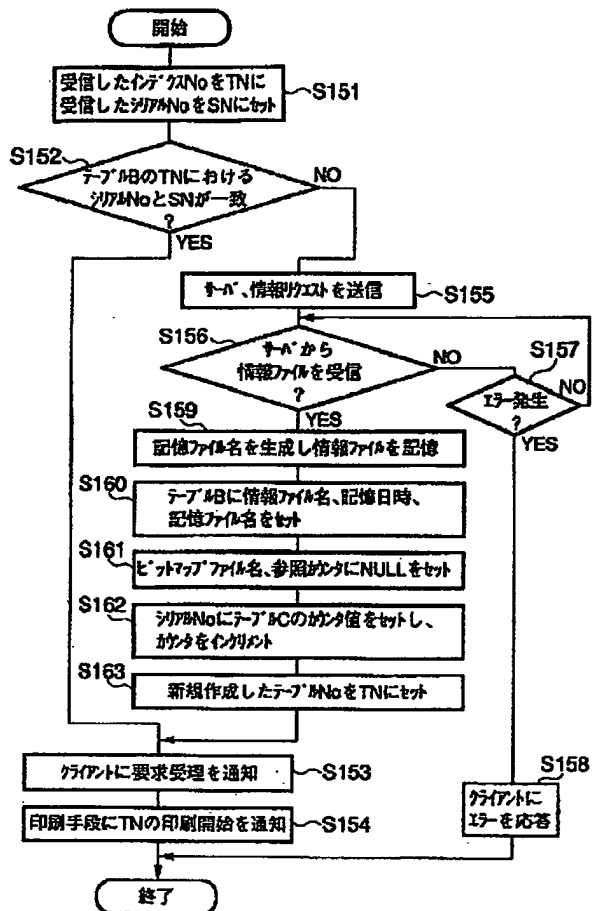 開始
受信したインデクスNoをTNに
受信したシリアルNoをSNにセット
S151
S152
テーブルBのTNにおける
シリアルNoとSNが一致
?
NO
YES
サーバ、情報リクエストを送信
S155
S156
サーバから
情報ファイルを受信
?
NO
YES
S157
エラー発生
?
NO
YES
S159
記憶ファイル名を生成し情報ファイルを記憶
S160
テーブルBに情報ファイル名、記憶日時、
記憶ファイル名をセット
S161
ビットマップファイル名、参照カウンタにNULLをセット
S162
シリアルNoにテーブルCのカウンタ値をセットし、
カウンタをインクリメント
S163
新規作成したテーブルNoをTNにセット
クライアントに要求受理を通知
S153
印刷手段にTNの印刷開始を通知
S154
S158
クライアントに
エラーを応答
終了